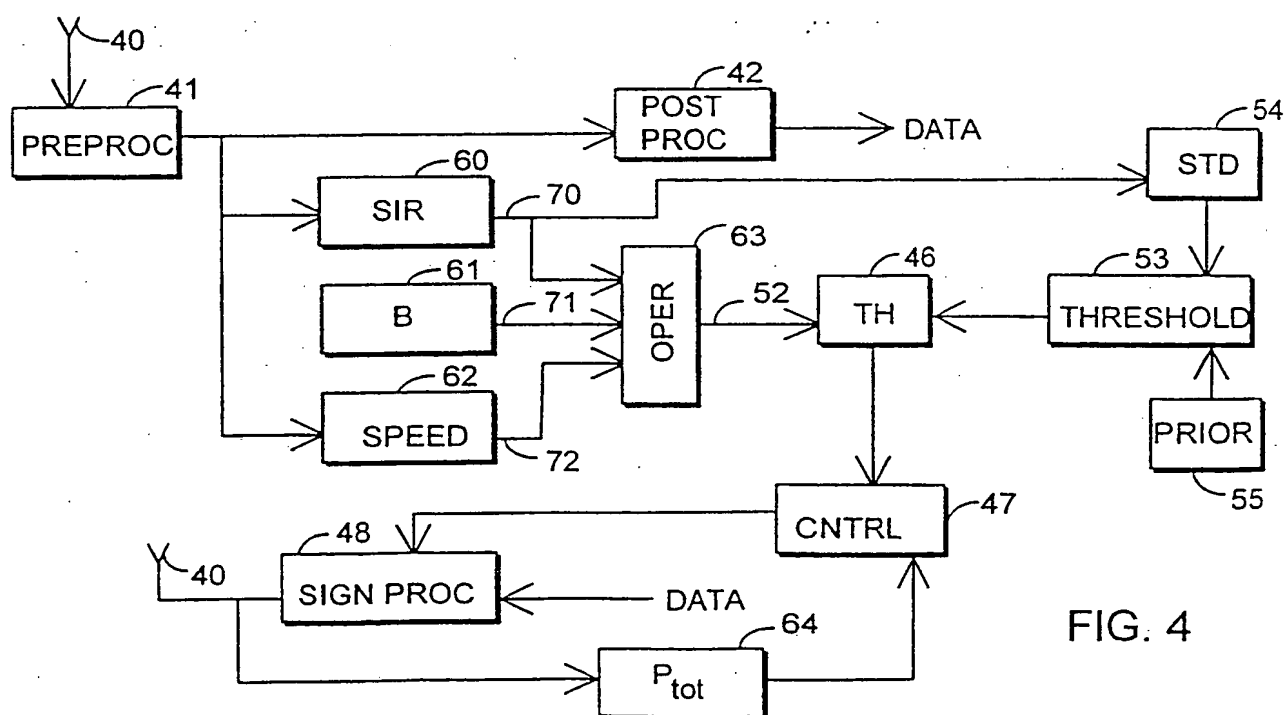 40
41
PREPROC
42
POST
PROC
DATA
54
STD
60
SIR
70
63
OPER
61
B
71
52
46
TH
53
THRESHOLD
62
SPEED
72
PRIOR
55
CNTRL
47
48
40
SIGN PROC
DATA
64
Ptot
FIG. 4